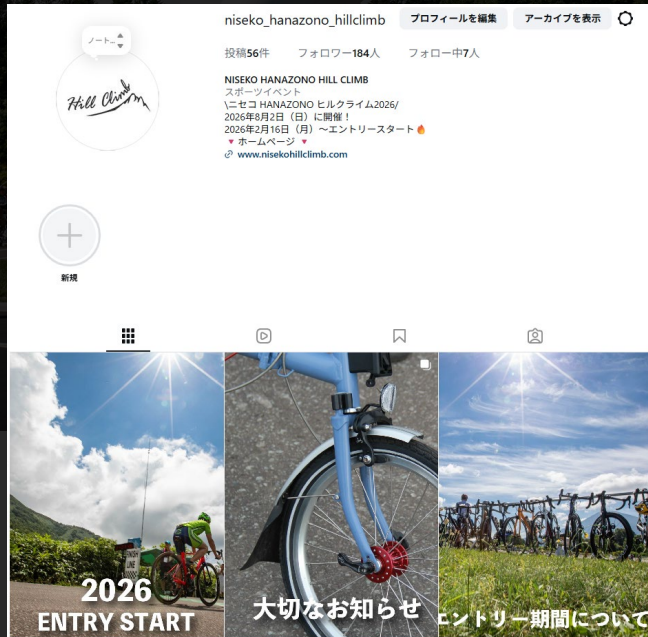 ノート...
niseko_hanazono_hillclimb
プロフィールを編集
アーカイブを表示
投稿56件
フォロワー184人
フォロー中7人
Hill Climb
NISEKO HANAZONO HILL CLIMB
スポーツイベント
\ニセコ HANAZONO ヒルクライム2026/
2026年8月2日（日）に開催！
2026年2月16日（月）～エントリースタート🔥
🔻ホームページ🔻
www.nisekohillclimb.com
新規
FINISH
LINE
2026
ENTRY START
大切なお知らせ
エントリー期間について